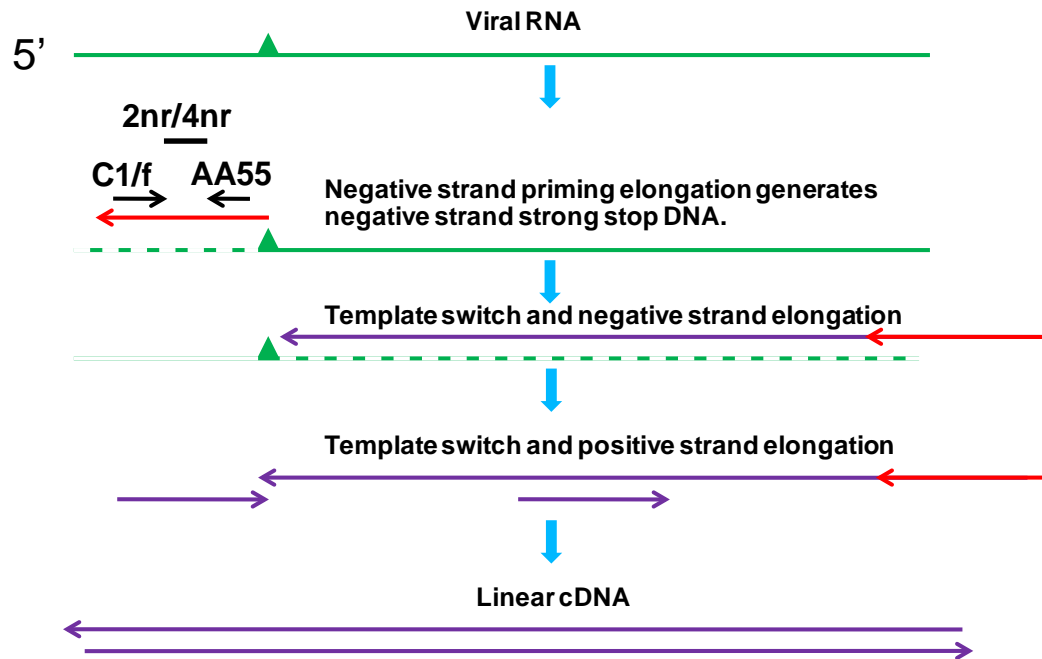 Viral RNA
5’
2nr/4nr
C1/f
AA55
Negative strand priming elongation generates
negative strand strong stop DNA.
Template switch and negative strand elongation
Template switch and positive strand elongation
Linear cDNA